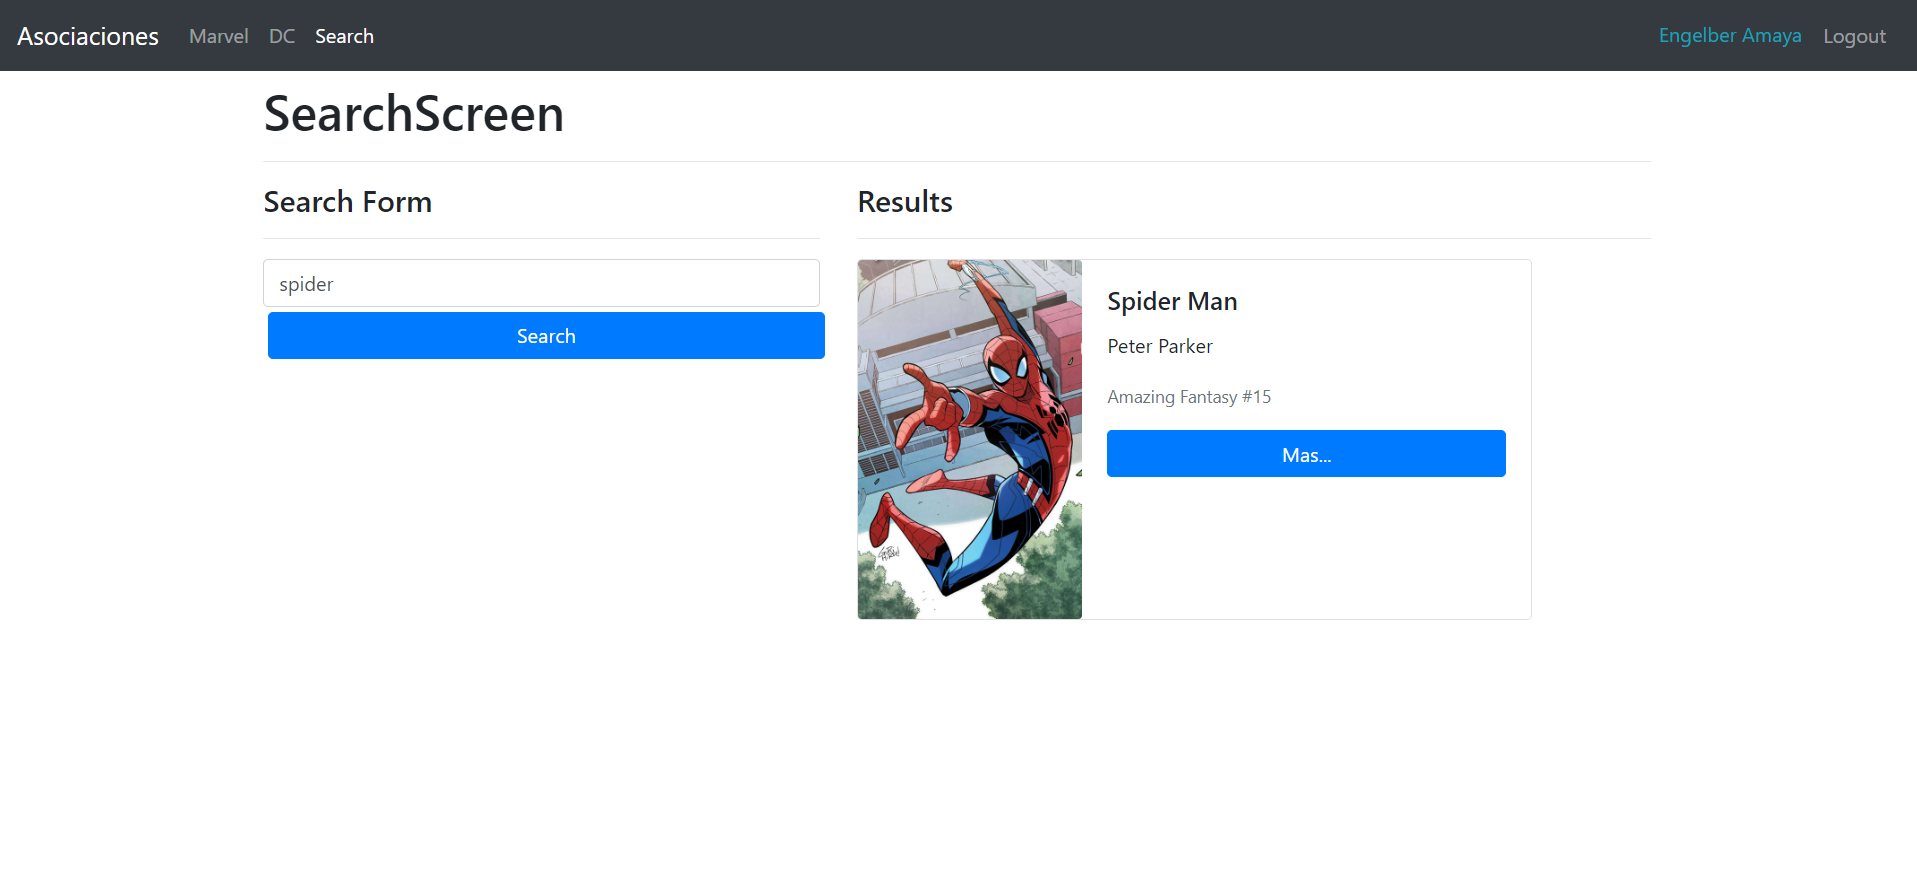 Asociaciones Marvel DC Search Engelber Amaya Logout
SearchScreen
Search Form
spider
Search
Results
Spider Man
Peter Parker
Amazing Fantasy #15
Mas...